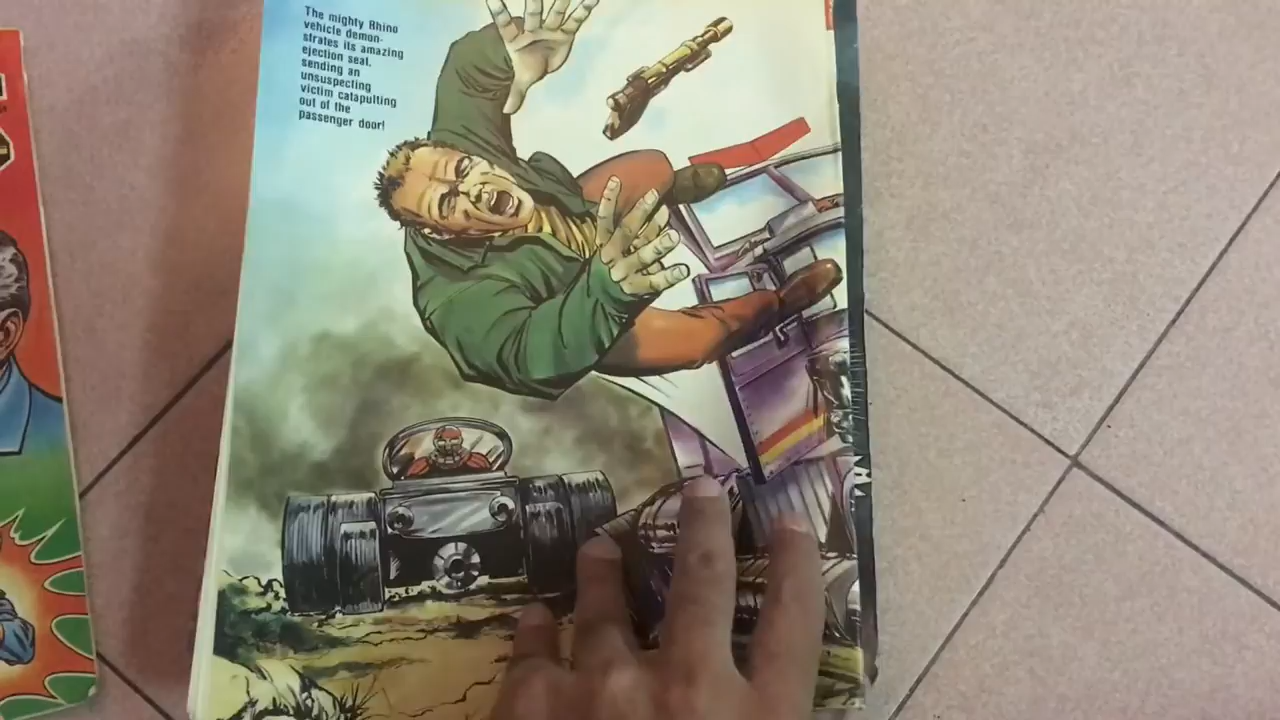 The mighty Rhino
vehicle demon-
strates its amazing
ejection seat,
sending an
unsuspecting
victim catapulting
out of the
passenger door!